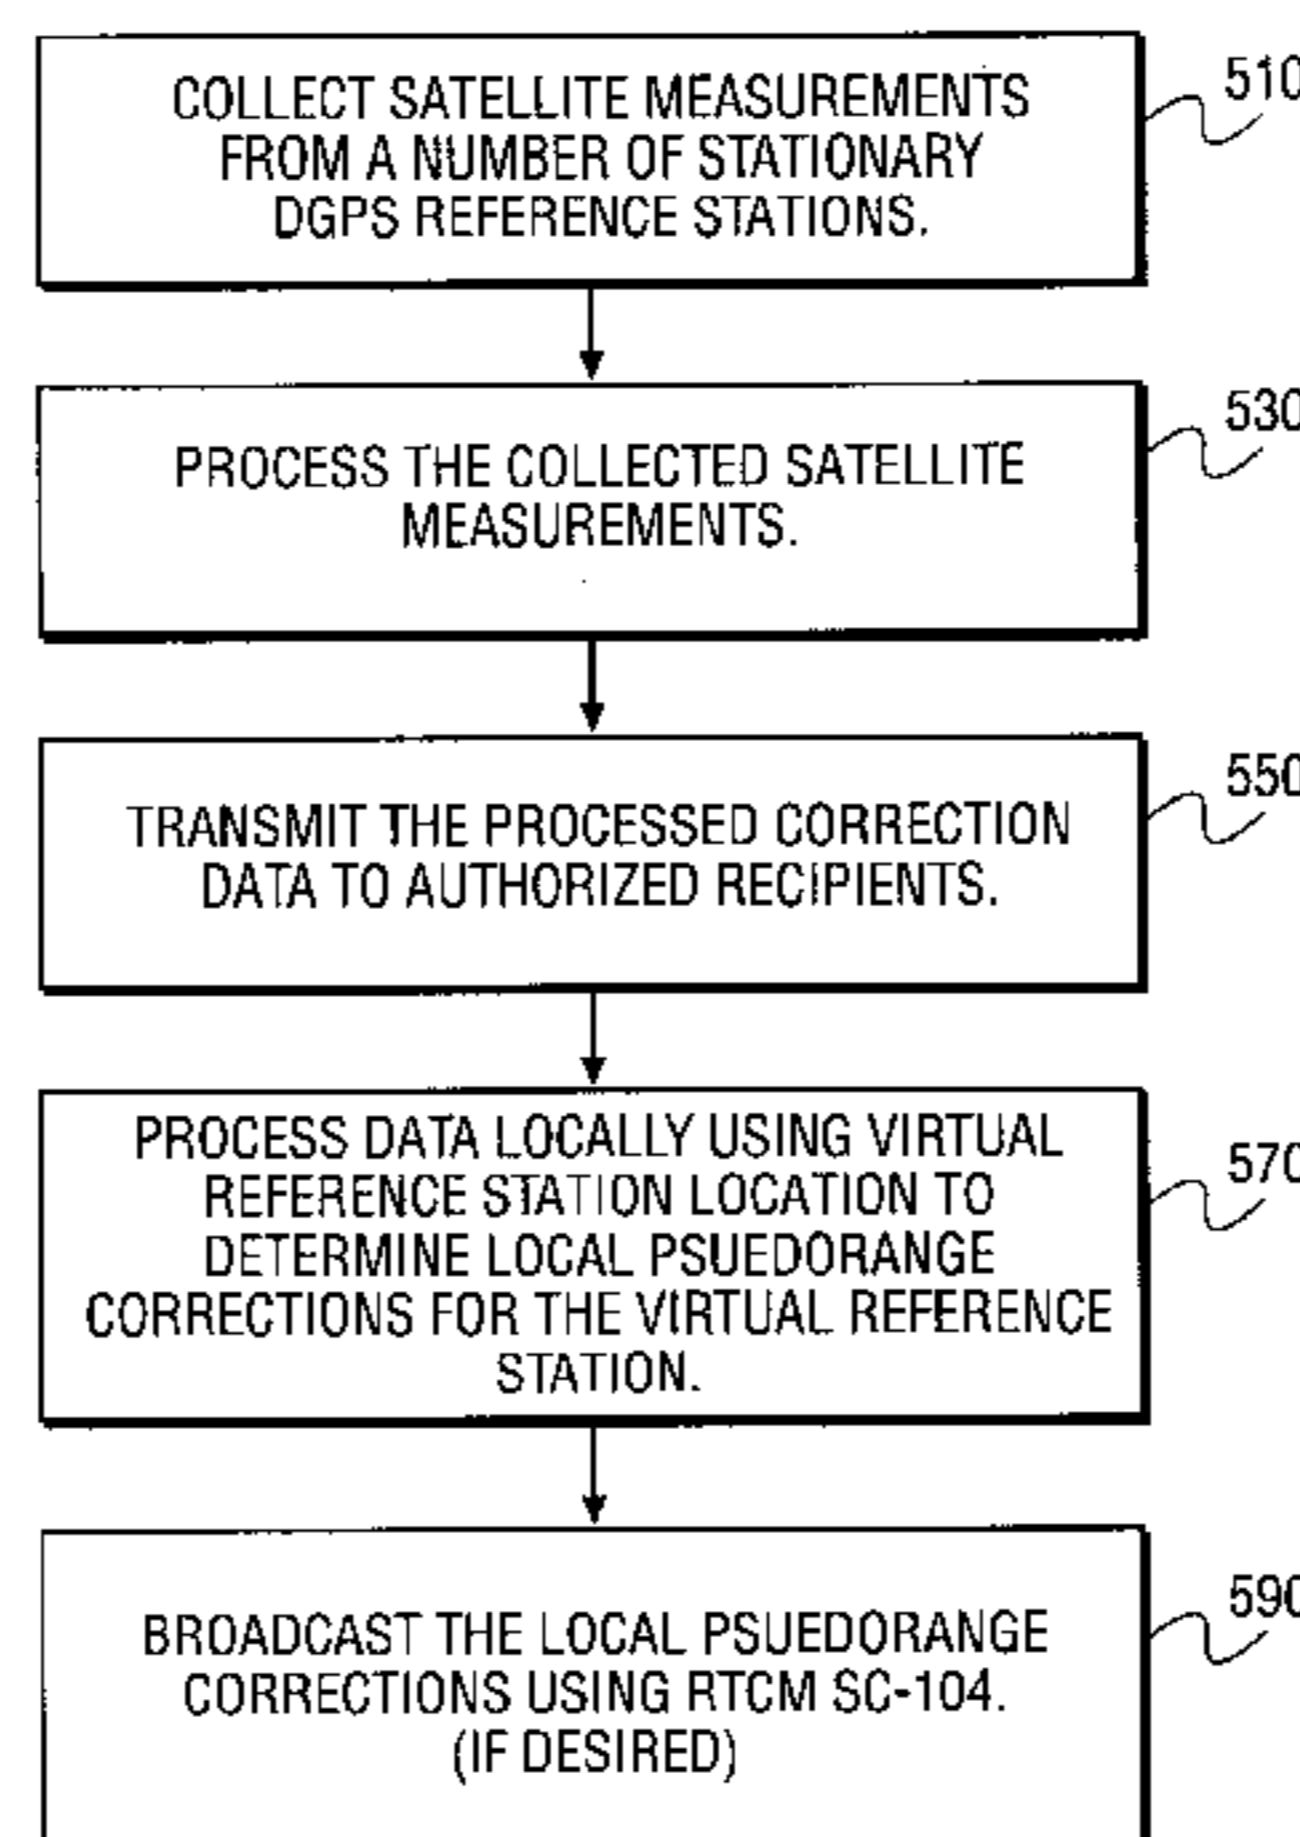 COLLECT SATELLITE MEASUREMENTS
FROM A NUMBER OF STATIONARY
DGPS REFERENCE STATIONS.
510
PROCESS THE COLLECTED SATELLITE
MEASUREMENTS.
530
TRANSMIT THE PROCESSED CORRECTION
DATA TO AUTHORIZED RECIPIENTS.
550
PROCESS DATA LOCALLY USING VIRTUAL
REFERENCE STATION LOCATION TO
DETERMINE LOCAL PSUEDORANGE
CORRECTIONS FOR THE VIRTUAL REFERENCE
STATION.
570
BROADCAST THE LOCAL PSUEDORANGE
CORRECTIONS USING RTCM SC-104.
(IF DESIRED)
590